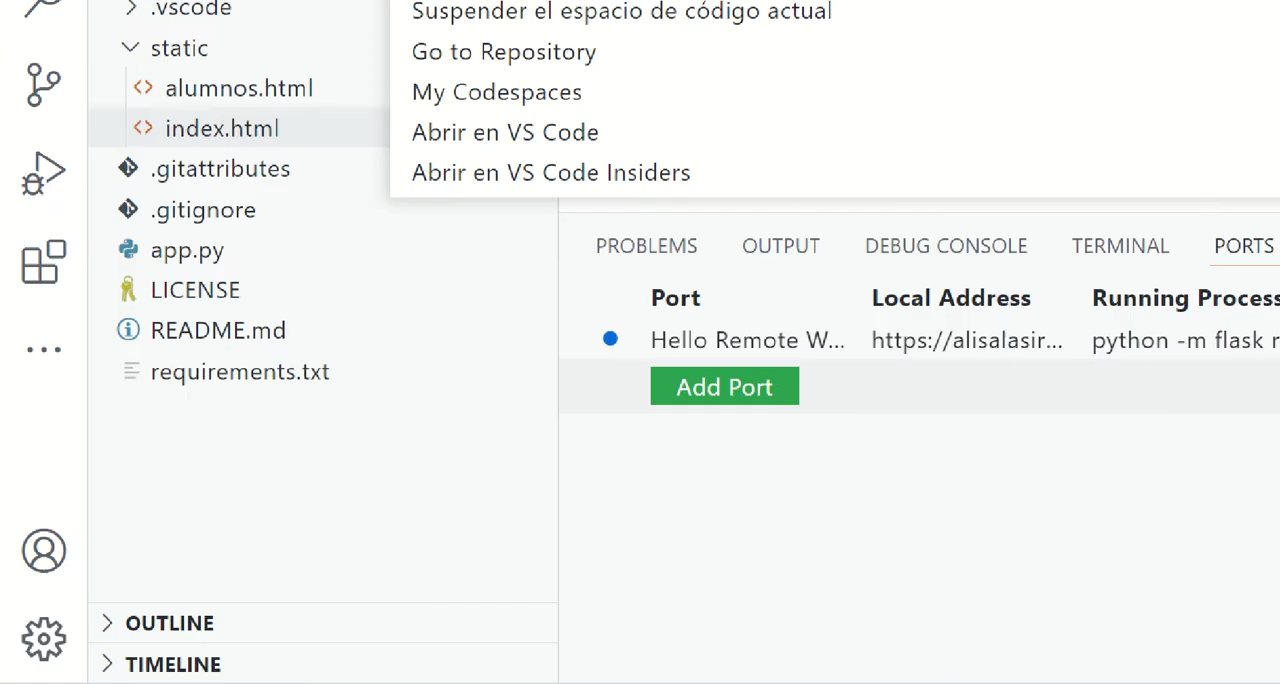 .vscode
static
alumnos.html
index.html
.gitattributes
.gitignore
app.py
LICENSE
README.md
requirements.txt
OUTLINE
TIMELINE
Suspender el espacio de código actual
Go to Repository
My Codespaces
Abrir en VS Code
Abrir en VS Code Insiders
PROBLEMS OUTPUT DEBUG CONSOLE TERMINAL PORTS
Port Local Address Running Process
Hello Remote W... https://alisalasir... python -m flask r
Add Port